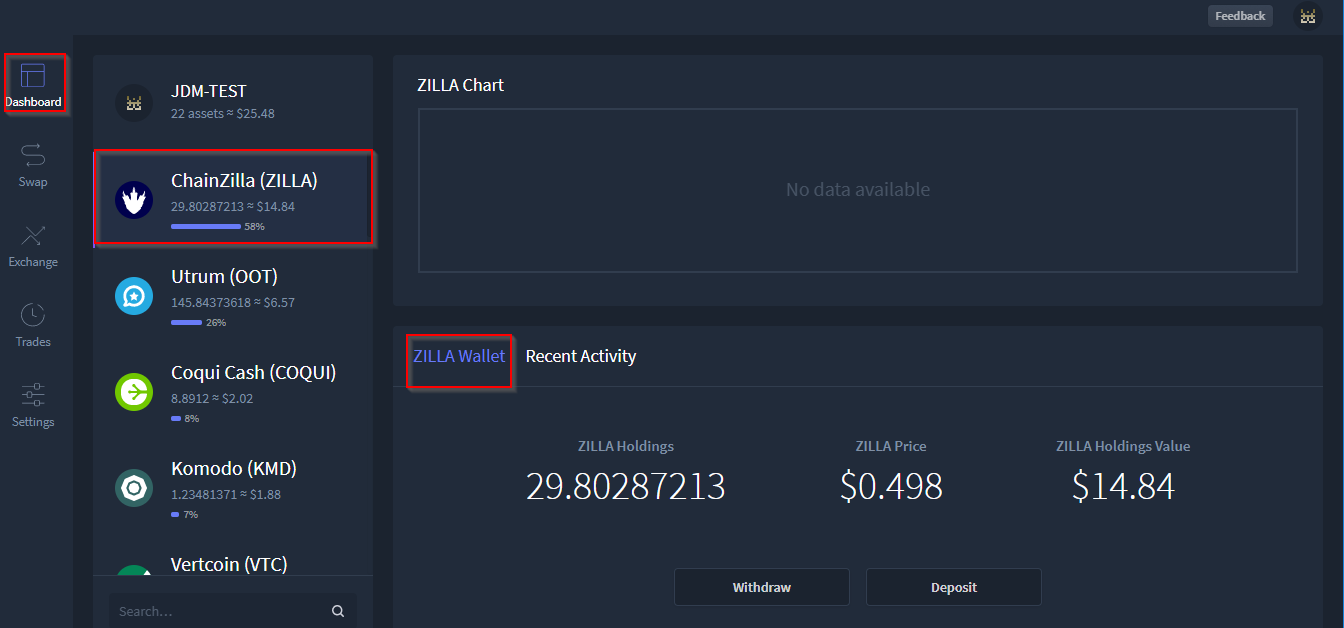 Feedback
Dashboard
Swap
Exchange
Trades
Settings
JDM-TEST
22 assets ≈ $25.48
ChainZilla (ZILLA)
29.80287213 ≈ $14.84
58%
Utrum (OOT)
145.84373618 ≈ $6.57
26%
Coqui Cash (COQUI)
8.8912 ≈ $2.02
8%
Komodo (KMD)
1.23481371 ≈ $1.88
7%
Vertcoin (VTC)
Search...
ZILLA Chart
No data available
ZILLA Wallet Recent Activity
ZILLA Holdings ZILLA Price ZILLA Holdings Value
29.80287213 $0.498 $14.84
Withdraw Deposit